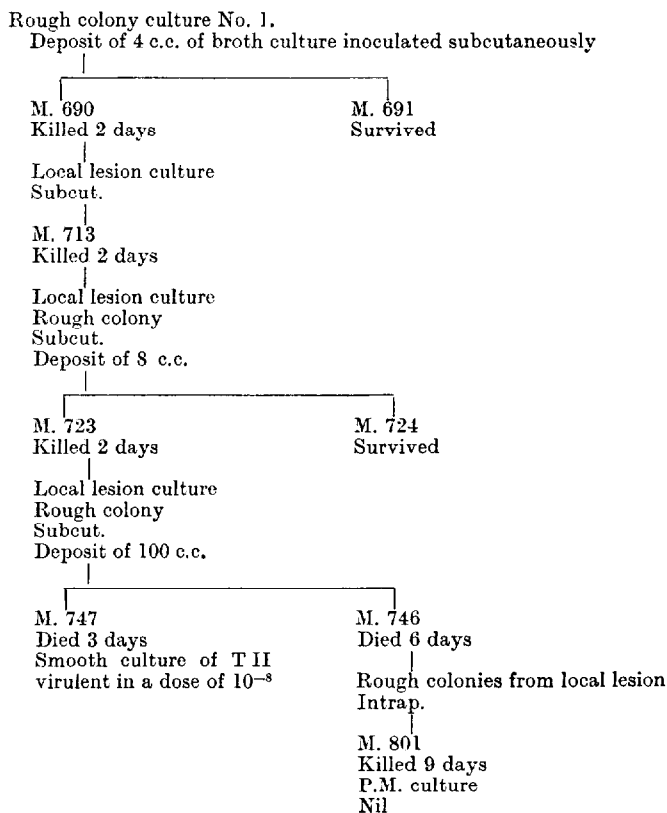 Rough colony culture No. 1.
Deposit of 4 c.c. of broth culture inoculated subcutaneously
M. 690
Killed 2 days
M. 691
Survived
Local lesion culture
Subcut.
M. 713
Killed 2 days
Local lesion culture
Rough colony
Subcut.
Deposit of 8 c.c.
M. 723
Killed 2 days
M. 724
Survived
Local lesion culture
Rough colony
Subcut.
Deposit of 100 c.c.
M. 747
Died 3 days
Smooth culture of T II
virulent in a dose of 10⁻⁸
M. 746
Died 6 days
Rough colonies from local lesion
Intrap.
M. 801
Killed 9 days
P.M. culture
Nil